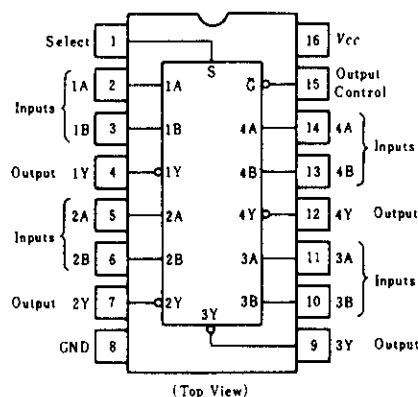 Select 1 16 Vcc
S
1A 2 1A G̅ 15 Output Control
Inputs
1B 3 1B 4A 14 4A
Inputs
Output 1Y 4 1Y 4B 13 4B
2A 5 2A 4Y 12 4Y Output
Inputs
2B 6 2B 3A 11 3A
Inputs
Output 2Y 7 2Y 3B 10 3B
3Y
GND 8 9 3Y Output
(Top View)